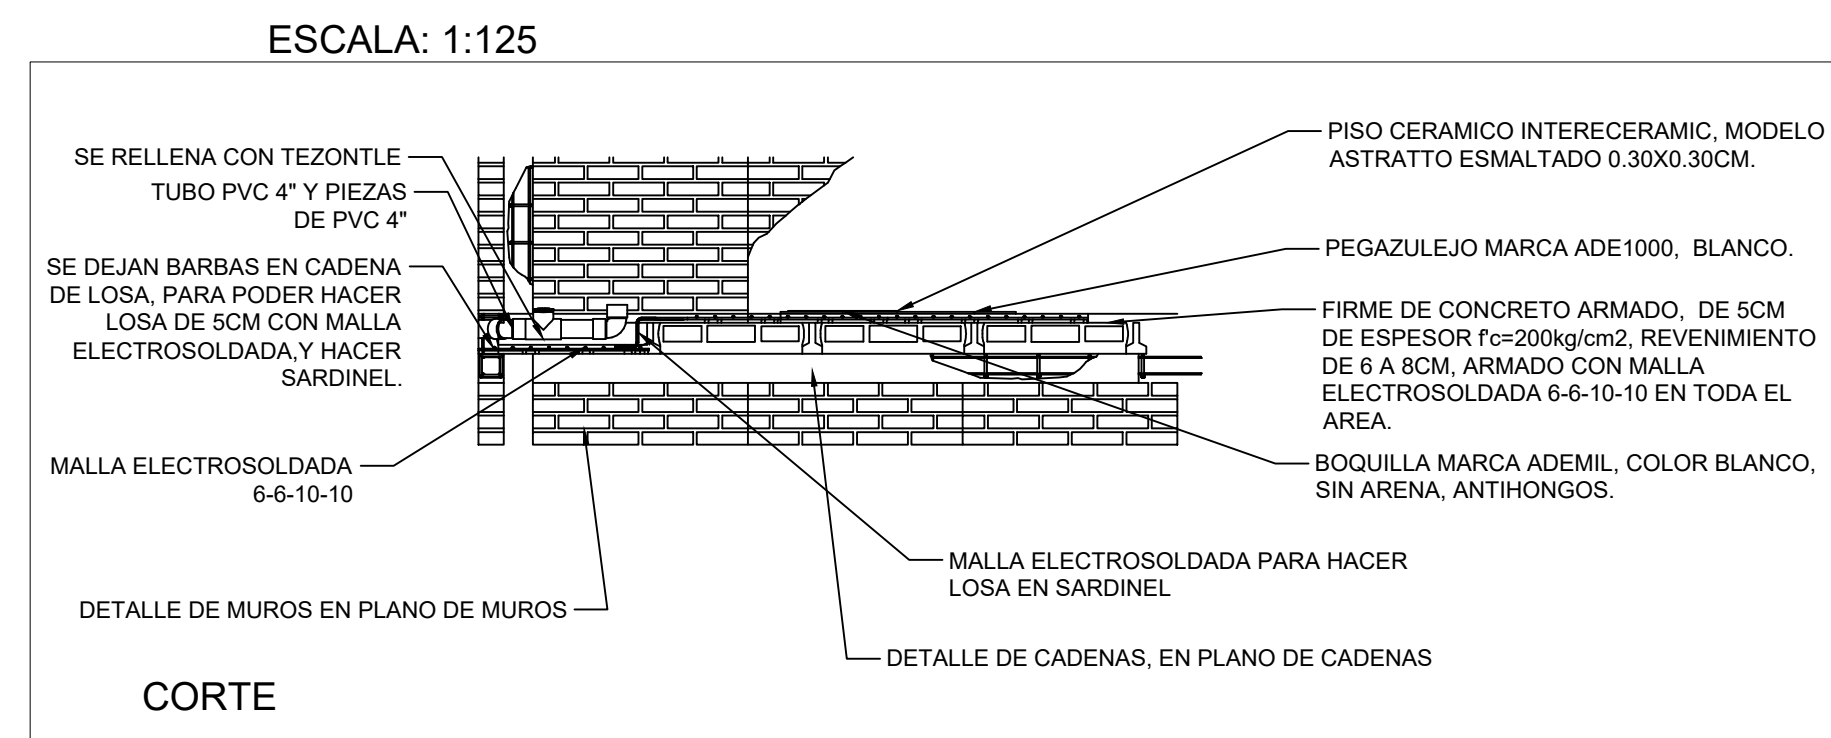 ESCALA: 1:125
SE RELLENA CON TEZONTLE
TUBO PVC 4" Y PIEZAS
DE PVC 4"
SE DEJAN BARBAS EN CADENA
DE LOSA, PARA PODER HACER
LOSA DE 5CM CON MALLA
ELECTROSOLDADA,Y HACER
SARDINEL.
MALLA ELECTROSOLDADA
6-6-10-10
DETALLE DE MUROS EN PLANO DE MUROS
PISO CERAMICO INTERECERAMIC, MODELO
ASTRATTO ESMALTADO 0.30X0.30CM.
PEGAZULEJO MARCA ADE1000, BLANCO.
FIRME DE CONCRETO ARMADO, DE 5CM
DE ESPESOR f'c=200kg/cm2, REVENIMIENTO
DE 6 A 8CM, ARMADO CON MALLA
ELECTROSOLDADA 6-6-10-10 EN TODA EL
AREA.
BOQUILLA MARCA ADEMIL, COLOR BLANCO,
SIN ARENA, ANTIHONGOS.
MALLA ELECTROSOLDADA PARA HACER
LOSA EN SARDINEL
DETALLE DE CADENAS, EN PLANO DE CADENAS
CORTE